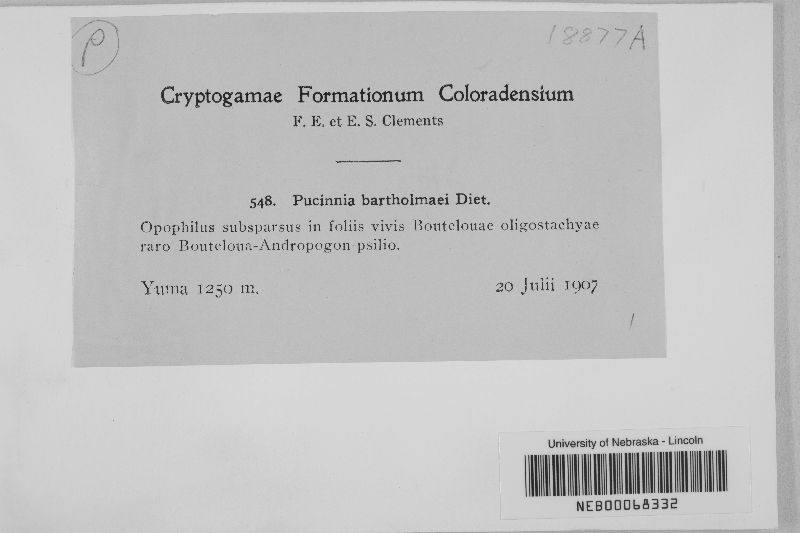 P
18877A
Cryptogamae Formationum Coloradensium
F. E. et E. S. Clements
548. Pucinnia bartholmaei Diet.
Opophilus subsparsus in foliis vivis Boutelouae oligostachyae
raro Bouteloua-Andropogon-psilio.
Yuma 1250 m.
20 Julii 1907
1
University of Nebraska - Lincoln
NEB00068332